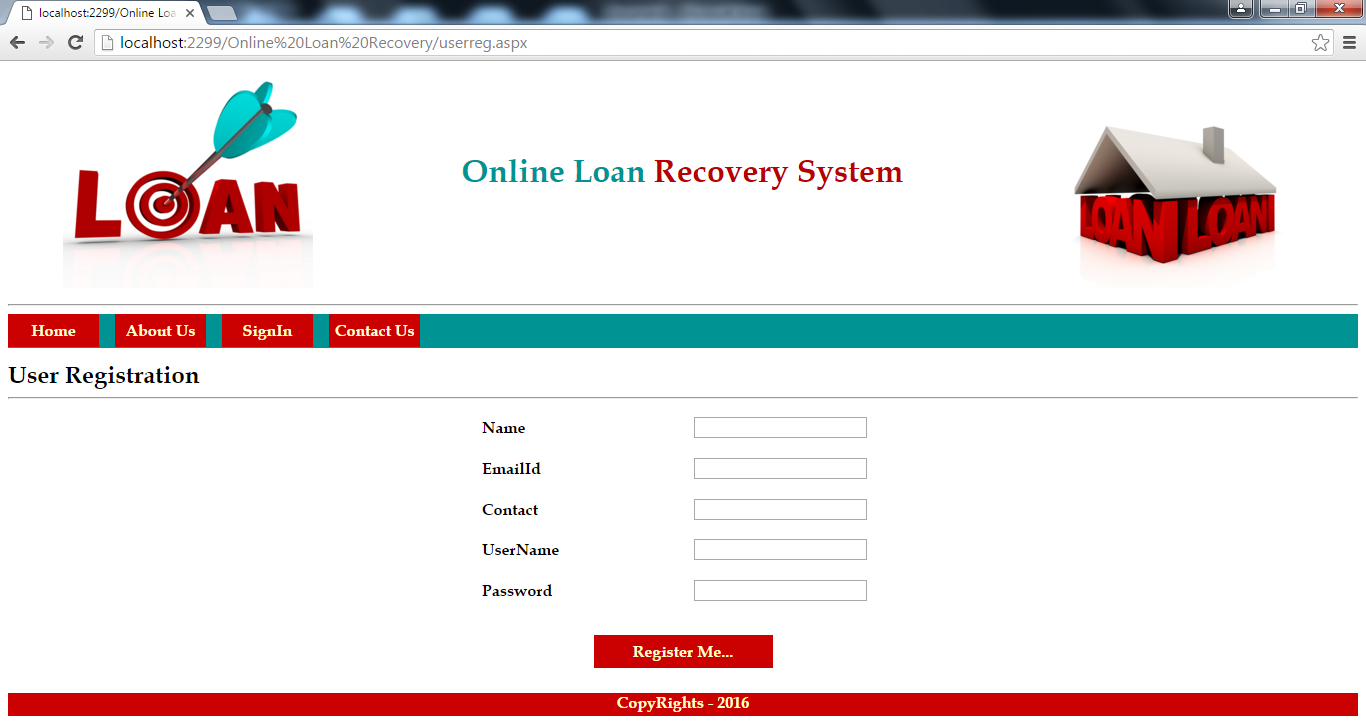 localhost:2299/Online Loa
localhost:2299/Online%20Loan%20Recovery/userreg.aspx
LOAN
Online Loan Recovery System
LOAN LOAN
Home About Us SignIn Contact Us
User Registration
Name
EmailId
Contact
UserName
Password
Register Me...
CopyRights - 2016